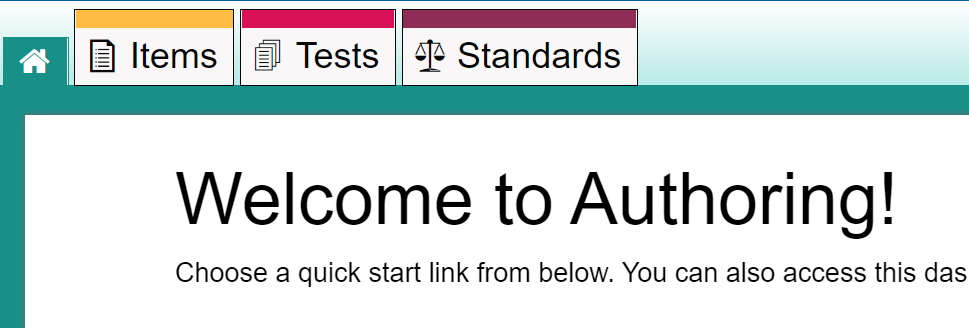 Items
Tests
Standards
Welcome to Authoring!
Choose a quick start link from below. You can also access this das